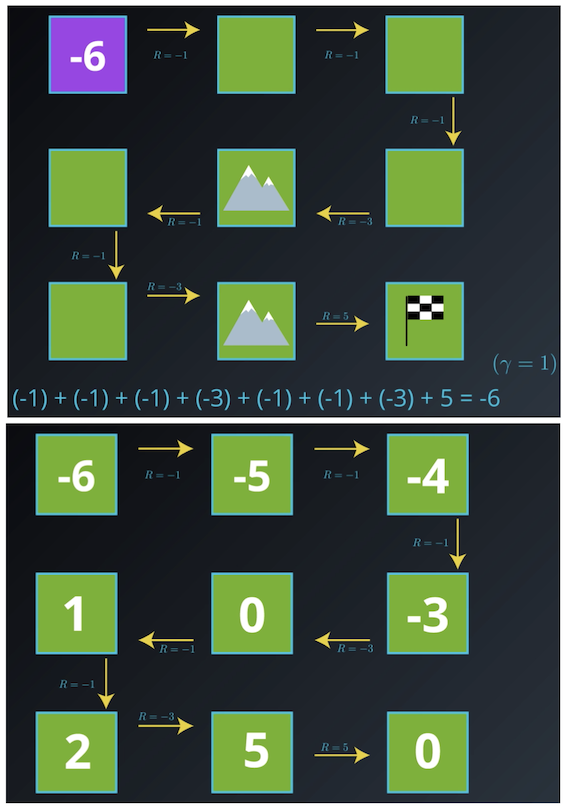 -6
R = −1
R = −1
R = −1
R = −1
R = −3
R = −1
R = −3
R = 5
(γ = 1)
(-1) + (-1) + (-1) + (-3) + (-1) + (-1) + (-3) + 5 = -6
-6
R = −1
-5
R = −1
-4
R = −1
1
0
-3
R = −1
R = −3
R = −1
2
R = −3
5
R = 5
0